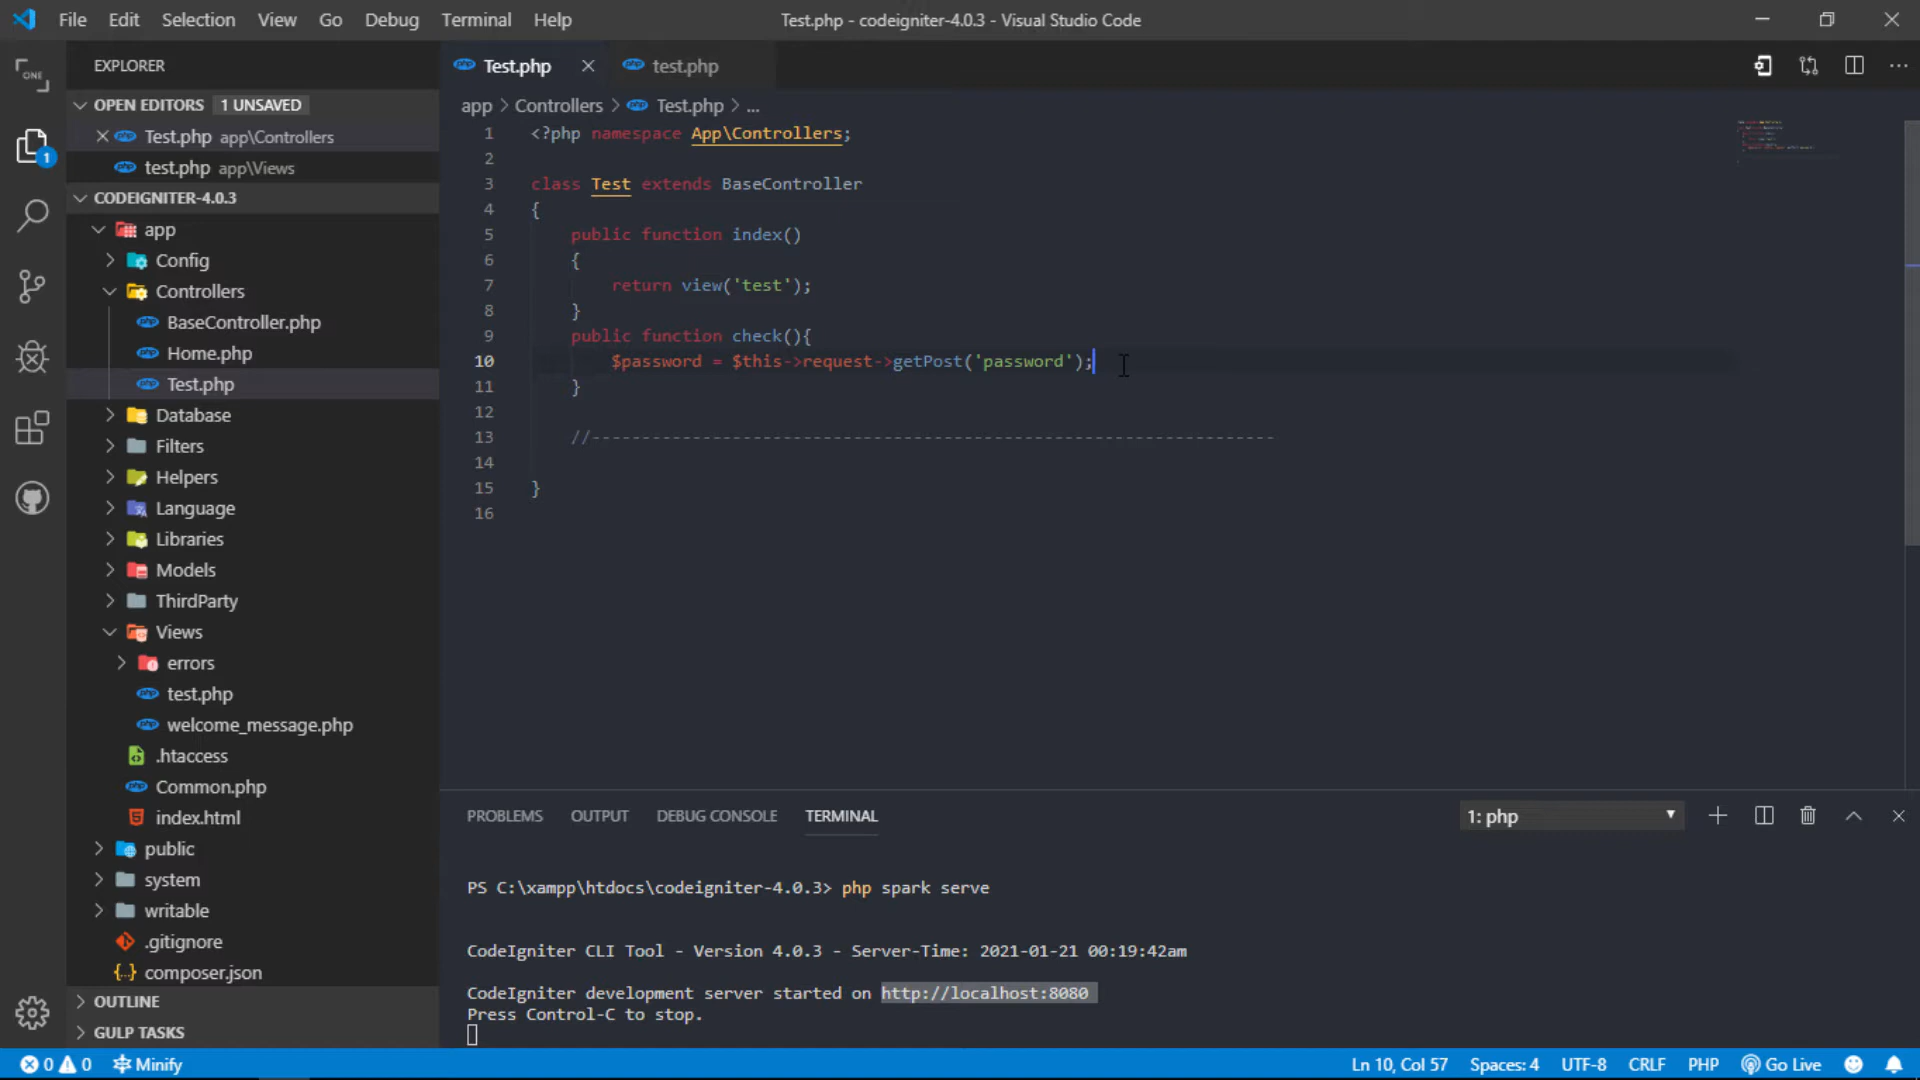 File Edit Selection View Go Debug Terminal Help
Test.php - codeigniter-4.0.3 - Visual Studio Code
ONE
EXPLORER
OPEN EDITORS 1 UNSAVED
Test.php app\Controllers
test.php app\Views
CODEIGNITER-4.0.3
app
Config
Controllers
BaseController.php
Home.php
Test.php
Database
Filters
Helpers
Language
Libraries
Models
ThirdParty
Views
errors
test.php
welcome_message.php
.htaccess
Common.php
index.html
public
system
writable
.gitignore
composer.json
OUTLINE
GULP TASKS
1
Test.php
test.php
app > Controllers > Test.php > ...
1 <?php namespace App\Controllers;
2
3 class Test extends BaseController
4 {
5 public function index()
6 {
7 return view('test');
8 }
9 public function check(){
10 $password = $this->request->getPost('password');
11 }
12
13 //--------------------------------------------------------------------
14
15 }
16
PROBLEMS OUTPUT DEBUG CONSOLE TERMINAL
1: php
PS C:\xampp\htdocs\codeigniter-4.0.3> php spark serve
CodeIgniter CLI Tool - Version 4.0.3 - Server-Time: 2021-01-21 00:19:42am
CodeIgniter development server started on http://localhost:8080
Press Control-C to stop.
0 0 Minify
Ln 10, Col 57 Spaces: 4 UTF-8 CRLF PHP Go Live